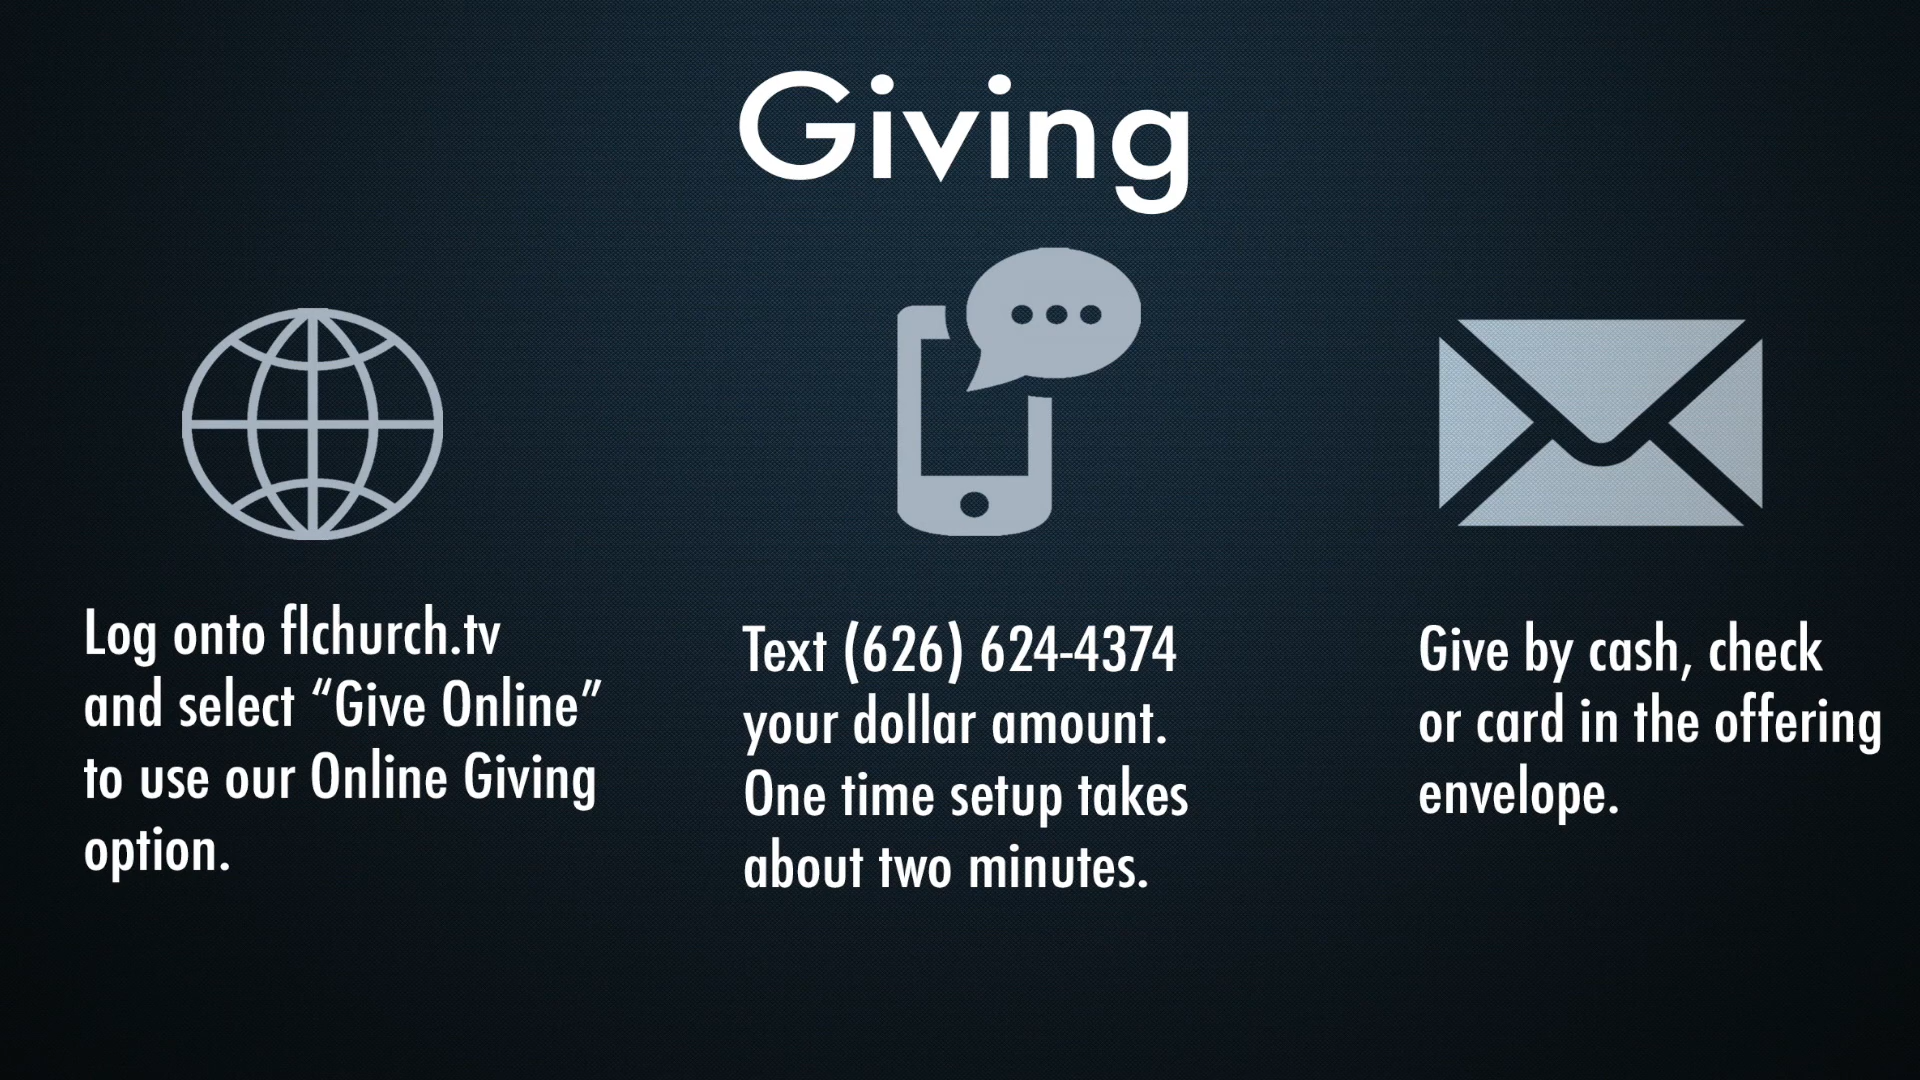 Giving
Log onto flchurch.tv
and select “Give Online”
to use our Online Giving
option.
Text (626) 624-4374
your dollar amount.
One time setup takes
about two minutes.
Give by cash, check
or card in the offering
envelope.